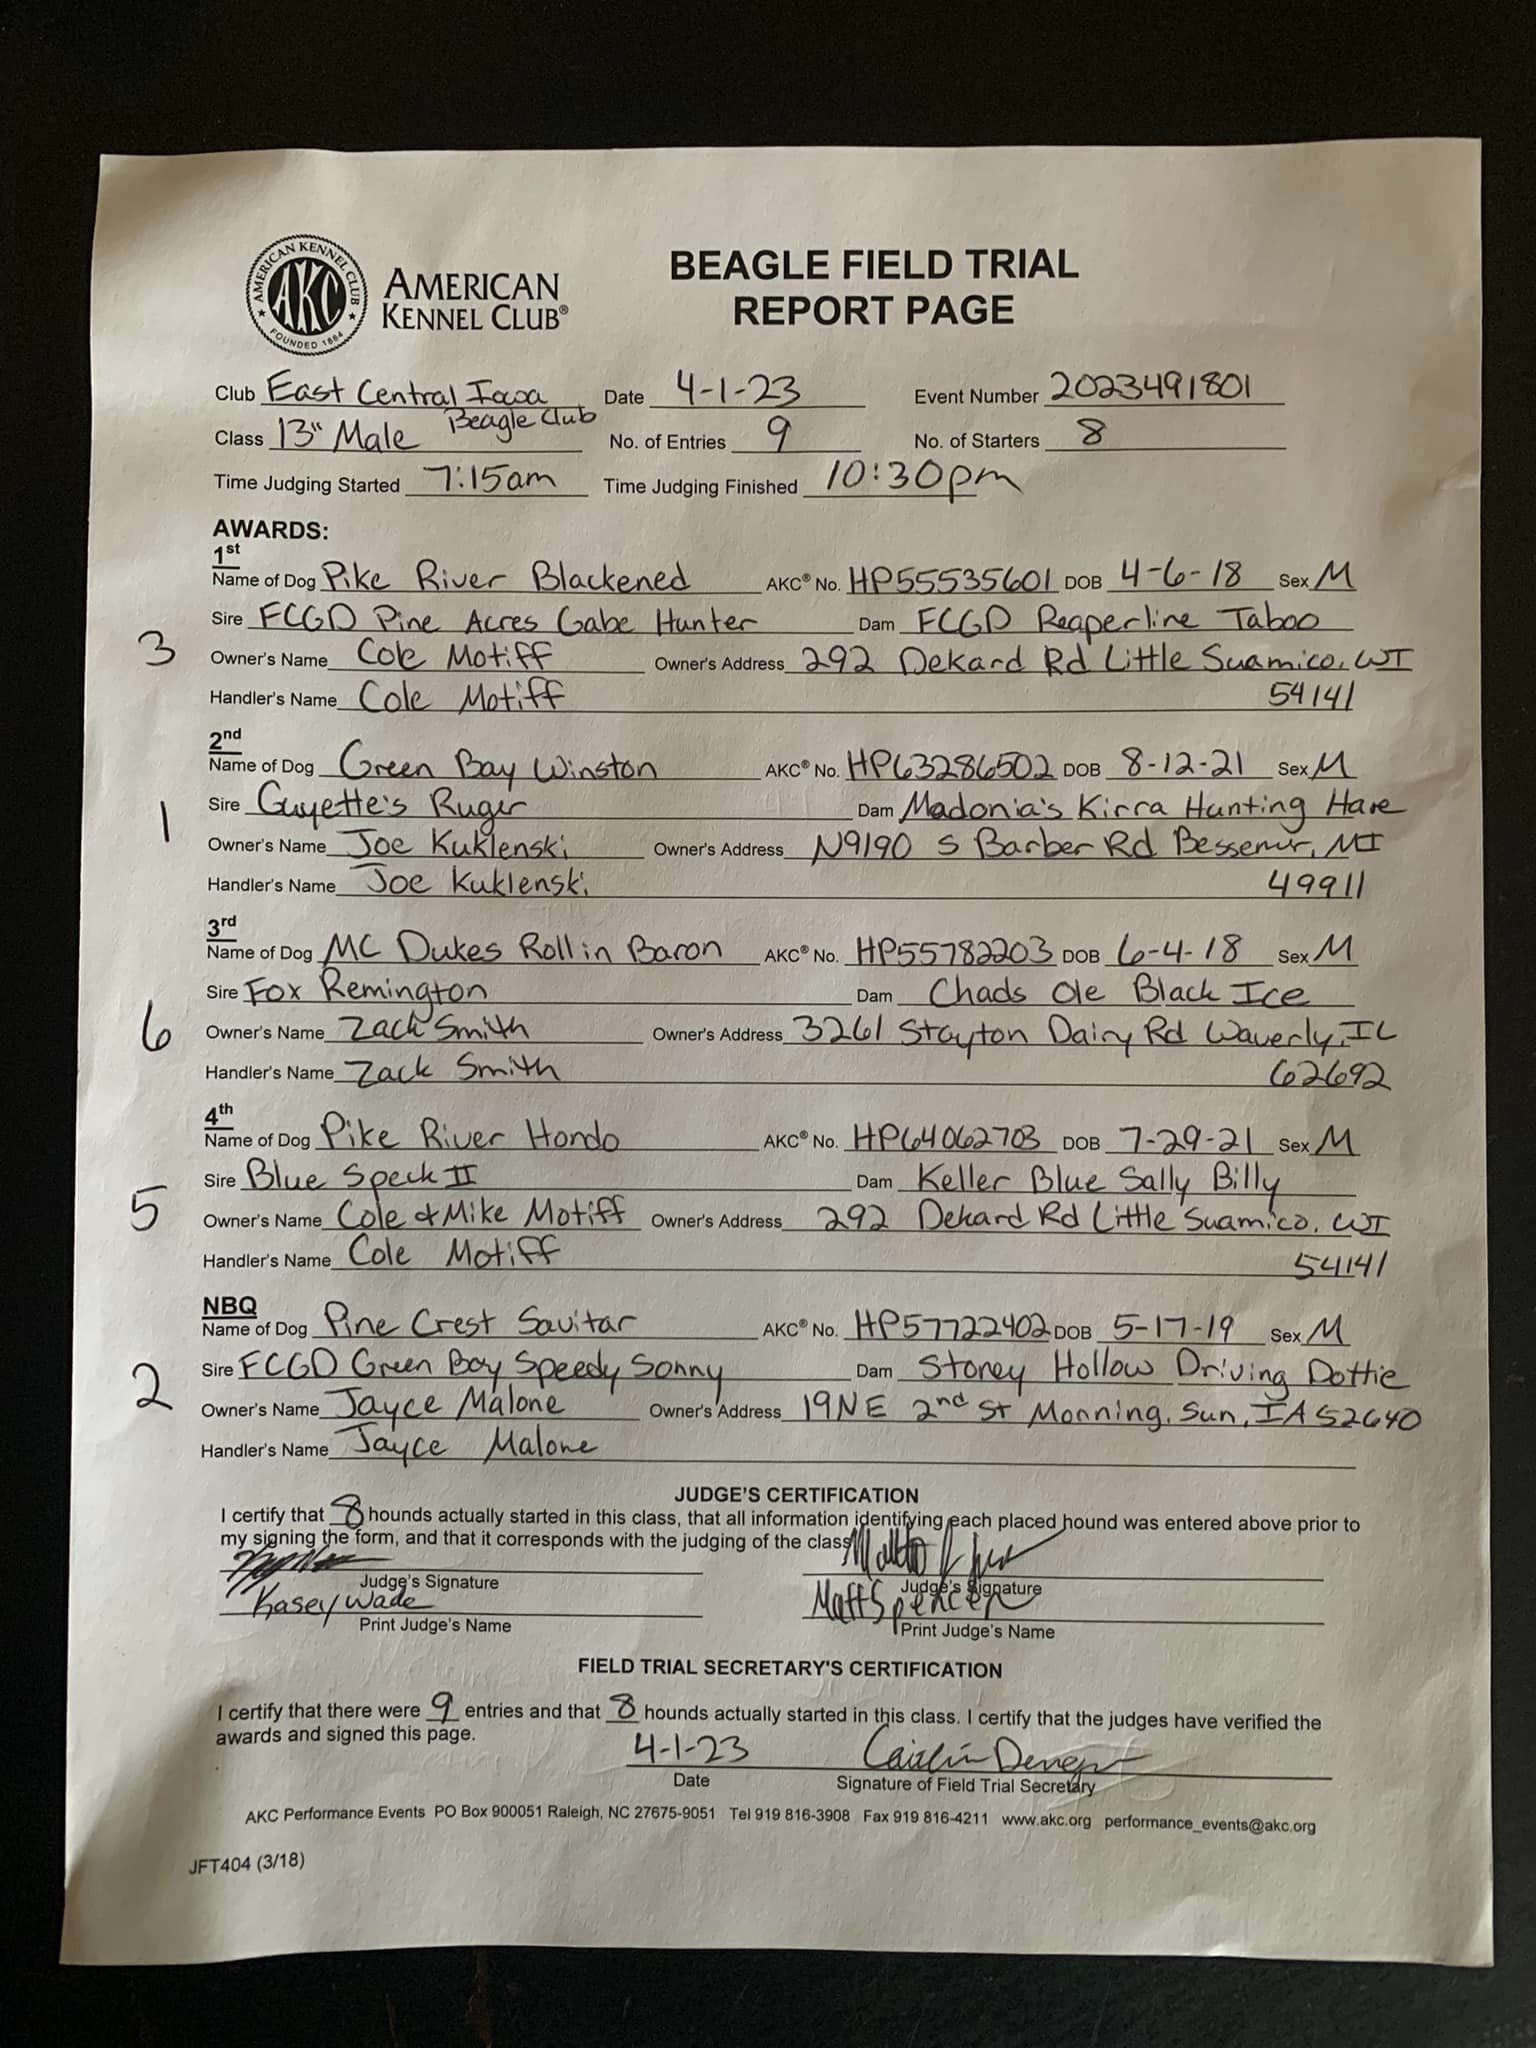 AMERICAN KENNEL CLUB
AKC
FOUNDED 1884
AMERICAN
KENNEL CLUB®
BEAGLE FIELD TRIAL
REPORT PAGE
Club East Central Iowa Beagle Club Date 4-1-23 Event Number 2023491801
Class 13" Male No. of Entries 9 No. of Starters 8
Time Judging Started 7:15am Time Judging Finished 10:30pm
AWARDS:
1st
Name of Dog Pike River Blackened AKC® No. HP55535601 DOB 4-6-18 Sex M
Sire FCGD Pine Acres Gabe Hunter Dam FCGD Reaperline Taboo
3
Owner's Name Cole Motiff Owner's Address 292 Dekard Rd Little Suamico, WI
Handler's Name Cole Motiff 54141
2nd
Name of Dog Green Bay Winston AKC® No. HP63286502 DOB 8-12-21 Sex M
Sire Guyette's Ruger Dam Madonia's Kirra Hunting Hare
1
Owner's Name Joe Kuklenski Owner's Address N9190 S Barber Rd Bessemer, MI
Handler's Name Joe Kuklenski 49911
3rd
Name of Dog MC Dukes Rollin Baron AKC® No. HP55782203 DOB 6-4-18 Sex M
Sire Fox Remington Dam Chads Ole Black Ice
6
Owner's Name Zack Smith Owner's Address 3261 Stayton Dairy Rd Waverly, IL
Handler's Name Zack Smith 62692
4th
Name of Dog Pike River Hondo AKC® No. HP64062703 DOB 7-29-21 Sex M
Sire Blue Speck II Dam Keller Blue Sally Billy
5
Owner's Name Cole & Mike Motiff Owner's Address 292 Dekard Rd Little Suamico, WI
Handler's Name Cole Motiff 54141
NBQ
Name of Dog Pine Crest Savitar AKC® No. HP57722402 DOB 5-17-19 Sex M
Sire FCGD Green Bay Speedy Sonny Dam Stoney Hollow Driving Dottie
2
Owner's Name Jayce Malone Owner's Address 19NE 2nd St Morning, Sun, IA 52640
Handler's Name Jayce Malone
JUDGE'S CERTIFICATION
I certify that 8 hounds actually started in this class, that all information identifying each placed hound was entered above prior to
my signing the form, and that it corresponds with the judging of the class
Judge's Signature Judge's Signature
Kasey Wade Matt Spencer
Print Judge's Name Print Judge's Name
FIELD TRIAL SECRETARY'S CERTIFICATION
I certify that there were 9 entries and that 8 hounds actually started in this class. I certify that the judges have verified the
awards and signed this page.
4-1-23 Caitlin
Date Signature of Field Trial Secretary
AKC Performance Events PO Box 900051 Raleigh, NC 27675-9051 Tel 919 816-3908 Fax 919 816-4211 www.akc.org performance_events@akc.org
JFT404 (3/18)